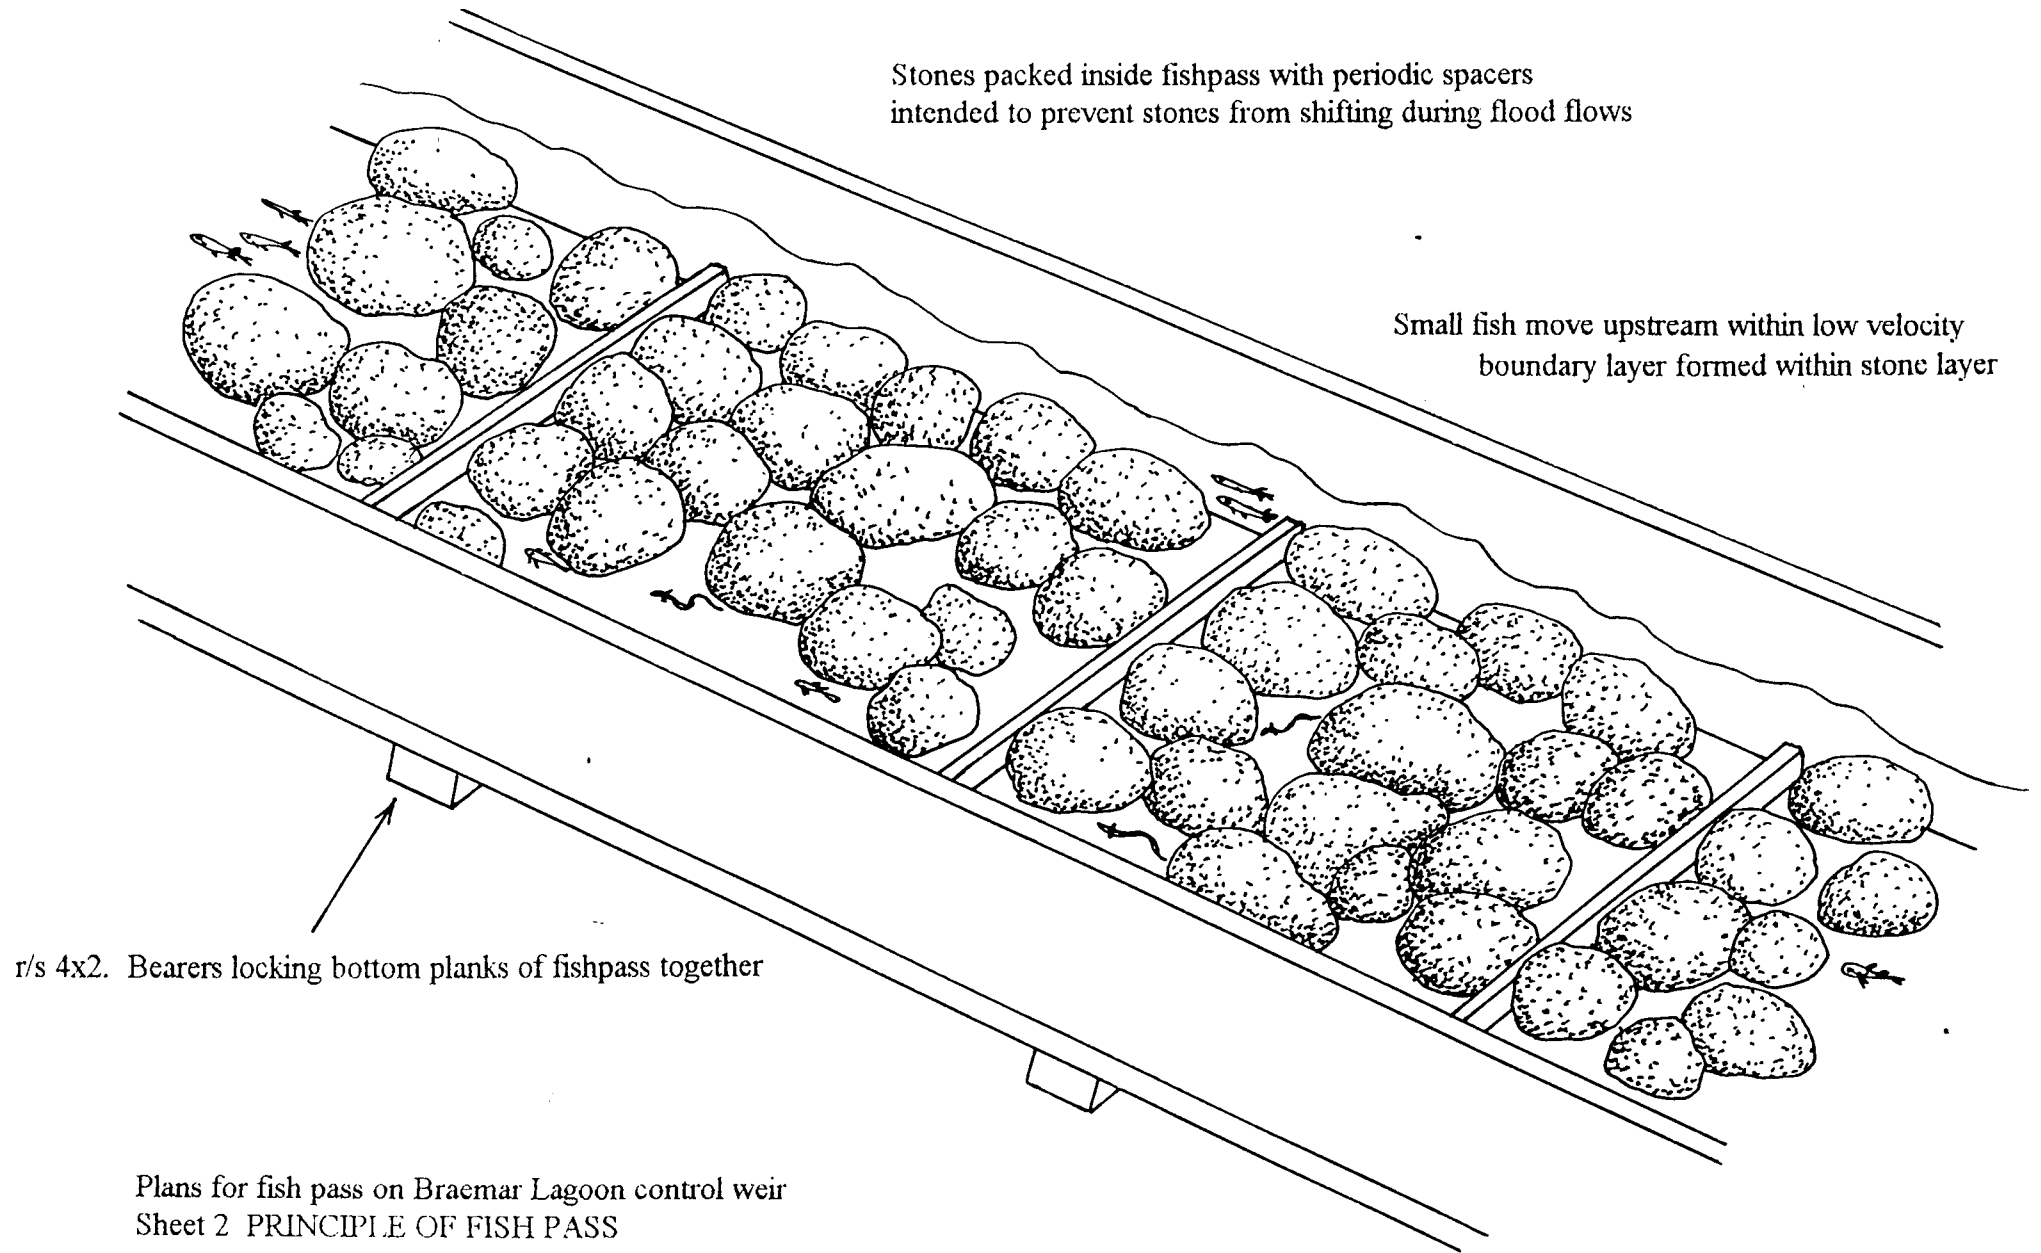 Stones packed inside fishpass with periodic spacers
intended to prevent stones from shifting during flood flows
Small fish move upstream within low velocity
boundary layer formed within stone layer
r/s 4x2. Bearers locking bottom planks of fishpass together
Plans for fish pass on Braemar Lagoon control weir
Sheet 2 PRINCIPLE OF FISH PASS